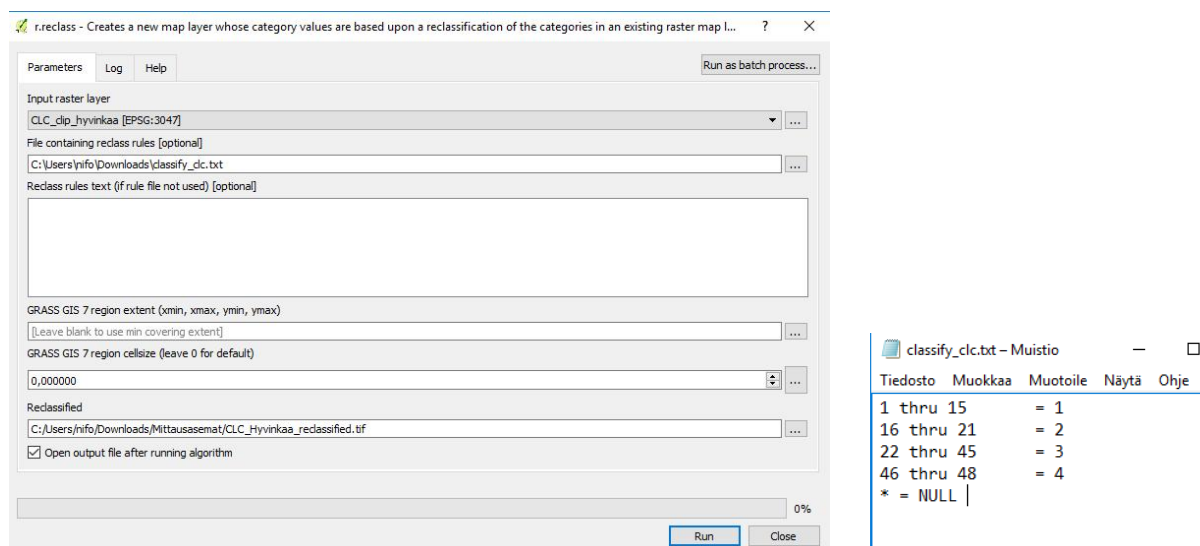 r.reclass - Creates a new map layer whose category values are based upon a reclassification of the categories in an existing raster map l... ? ×
Parameters Log Help Run as batch process...
Input raster layer
CLC_clip_hyvinkaa [EPSG:3047] ...
File containing reclass rules [optional]
C:\Users\nifo\Downloads\classify_clc.txt ...
Reclass rules text (if rule file not used) [optional]
GRASS GIS 7 region extent (xmin, xmax, ymin, ymax)
[Leave blank to use min covering extent] ...
GRASS GIS 7 region cellsize (leave 0 for default)
0,000000 ...
Reclassified
C:/Users/nifo/Downloads/Mittausasemat/CLC_Hyvinkaa_reclassified.tif ...
Open output file after running algorithm
0%
Run Close
classify_clc.txt – Muistio
Tiedosto Muokkaa Muotoile Näytä Ohje
1 thru 15 = 1
16 thru 21 = 2
22 thru 45 = 3
46 thru 48 = 4
* = NULL